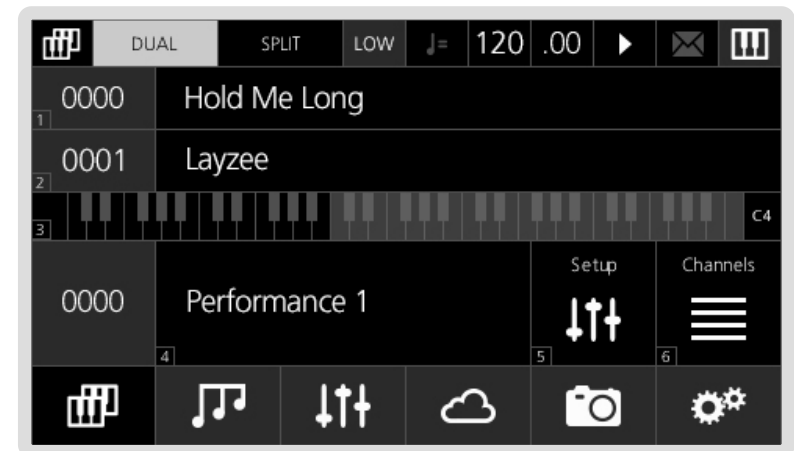 DUAL SPLIT LOW ♩= 120 .00
0000 Hold Me Long
1
0001 Layzee
2
3 C4
Setup Channels
0000 Performance 1
4 5 6